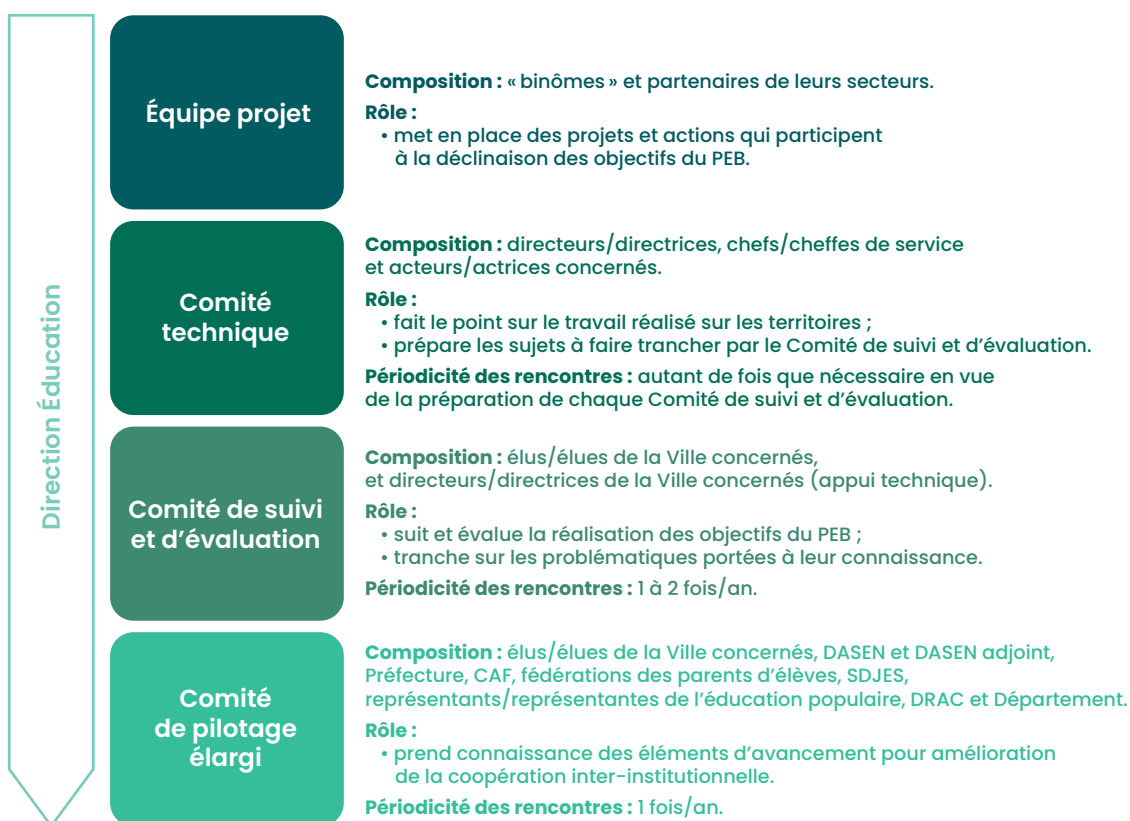 Direction Éducation
Équipe projet
Composition : « binômes » et partenaires de leurs secteurs.
Rôle :
• met en place des projets et actions qui participent
à la déclinaison des objectifs du PEB.
Comité
technique
Composition : directeurs/directrices, chefs/cheffes de service
et acteurs/actrices concernés.
Rôle :
• fait le point sur le travail réalisé sur les territoires ;
• prépare les sujets à faire trancher par le Comité de suivi et d’évaluation.
Périodicité des rencontres : autant de fois que nécessaire en vue
de la préparation de chaque Comité de suivi et d’évaluation.
Comité de suivi
et d’évaluation
Composition : élus/élues de la Ville concernés,
et directeurs/directrices de la Ville concernés (appui technique).
Rôle :
• suit et évalue la réalisation des objectifs du PEB ;
• tranche sur les problématiques portées à leur connaissance.
Périodicité des rencontres : 1 à 2 fois/an.
Comité
de pilotage
élargi
Composition : élus/élues de la Ville concernés, DASEN et DASEN adjoint,
Préfecture, CAF, fédérations des parents d’élèves, SDJES,
représentants/représentantes de l’éducation populaire, DRAC et Département.
Rôle :
• prend connaissance des éléments d’avancement pour amélioration
de la coopération inter-institutionnelle.
Périodicité des rencontres : 1 fois/an.